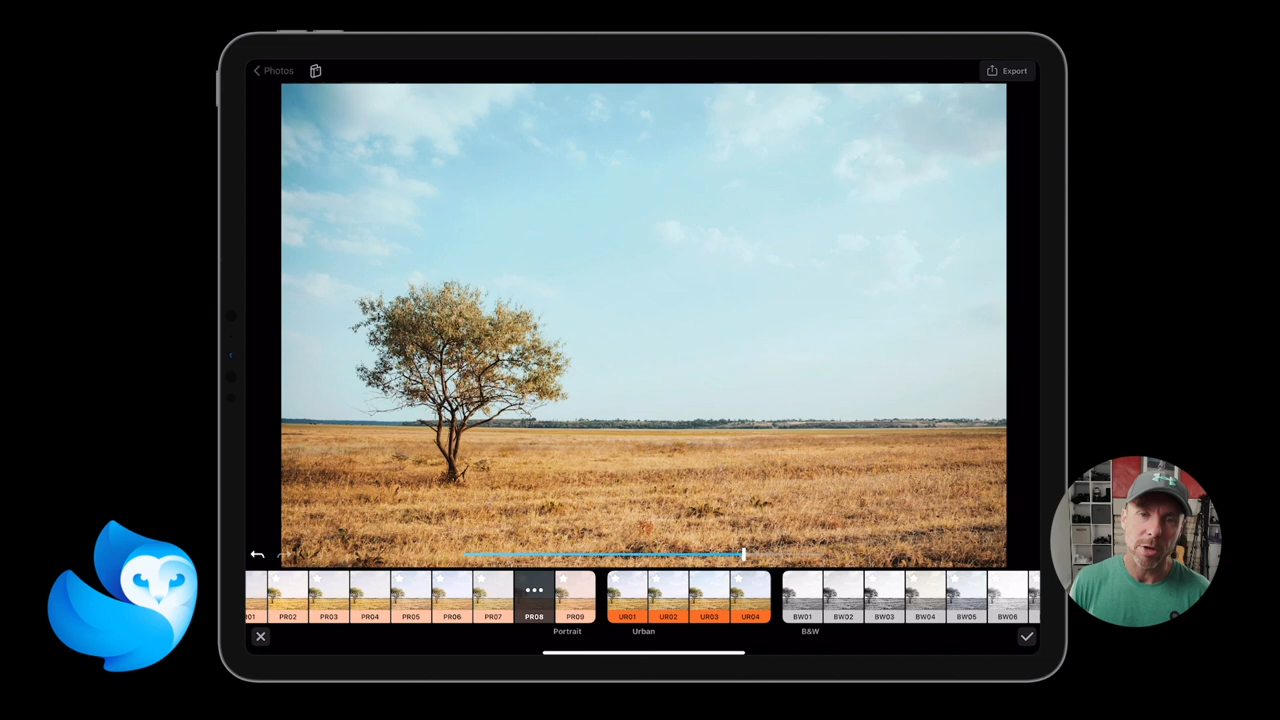 Photos
Export
R01 PR02 PR03 PR04 PR05 PR06 PR07 PR08 PR09 UR01 UR02 UR03 UR04 BW01 BW02 BW03 BW04 BW05 BW06
Portrait Urban B&W